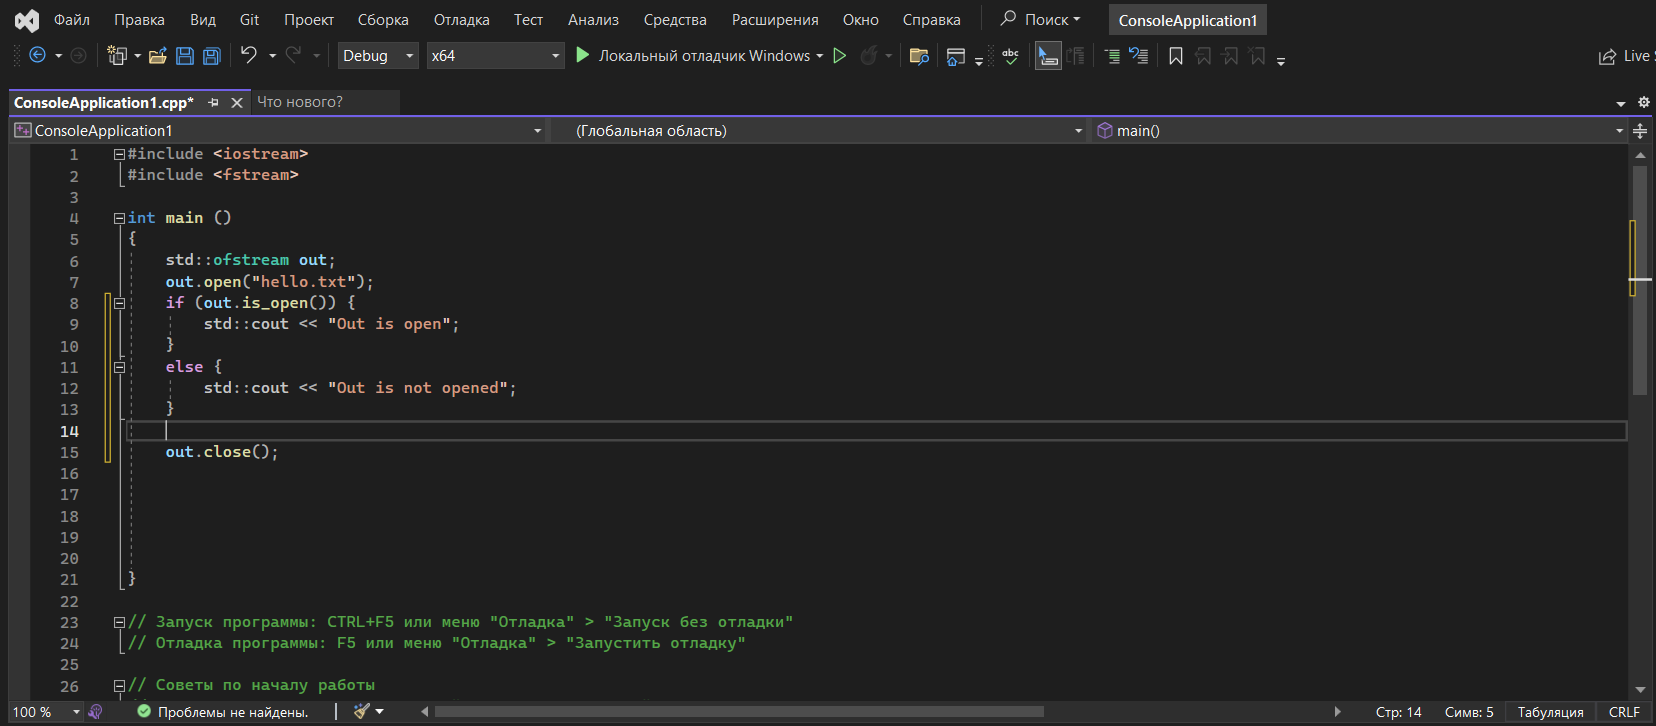 Файл Правка Вид Git Проект Сборка Отладка Тест Анализ Средства Расширения Окно Справка Поиск ConsoleApplication1
Debug x64 Локальный отладчик Windows abc Live
ConsoleApplication1.cpp* Что нового?
ConsoleApplication1 (Глобальная область) main()
1 #include <iostream>
2 #include <fstream>
3
4 int main ()
5 {
6 std::ofstream out;
7 out.open("hello.txt");
8 if (out.is_open()) {
9 std::cout << "Out is open";
10 }
11 else {
12 std::cout << "Out is not opened";
13 }
14
15 out.close();
16
17
18
19
20
21 }
22
23 // Запуск программы: CTRL+F5 или меню "Отладка" > "Запуск без отладки"
24 // Отладка программы: F5 или меню "Отладка" > "Запустить отладку"
25
26 // Советы по началу работы
100 % Проблемы не найдены. Стр: 14 Симв: 5 Табуляция CRLF